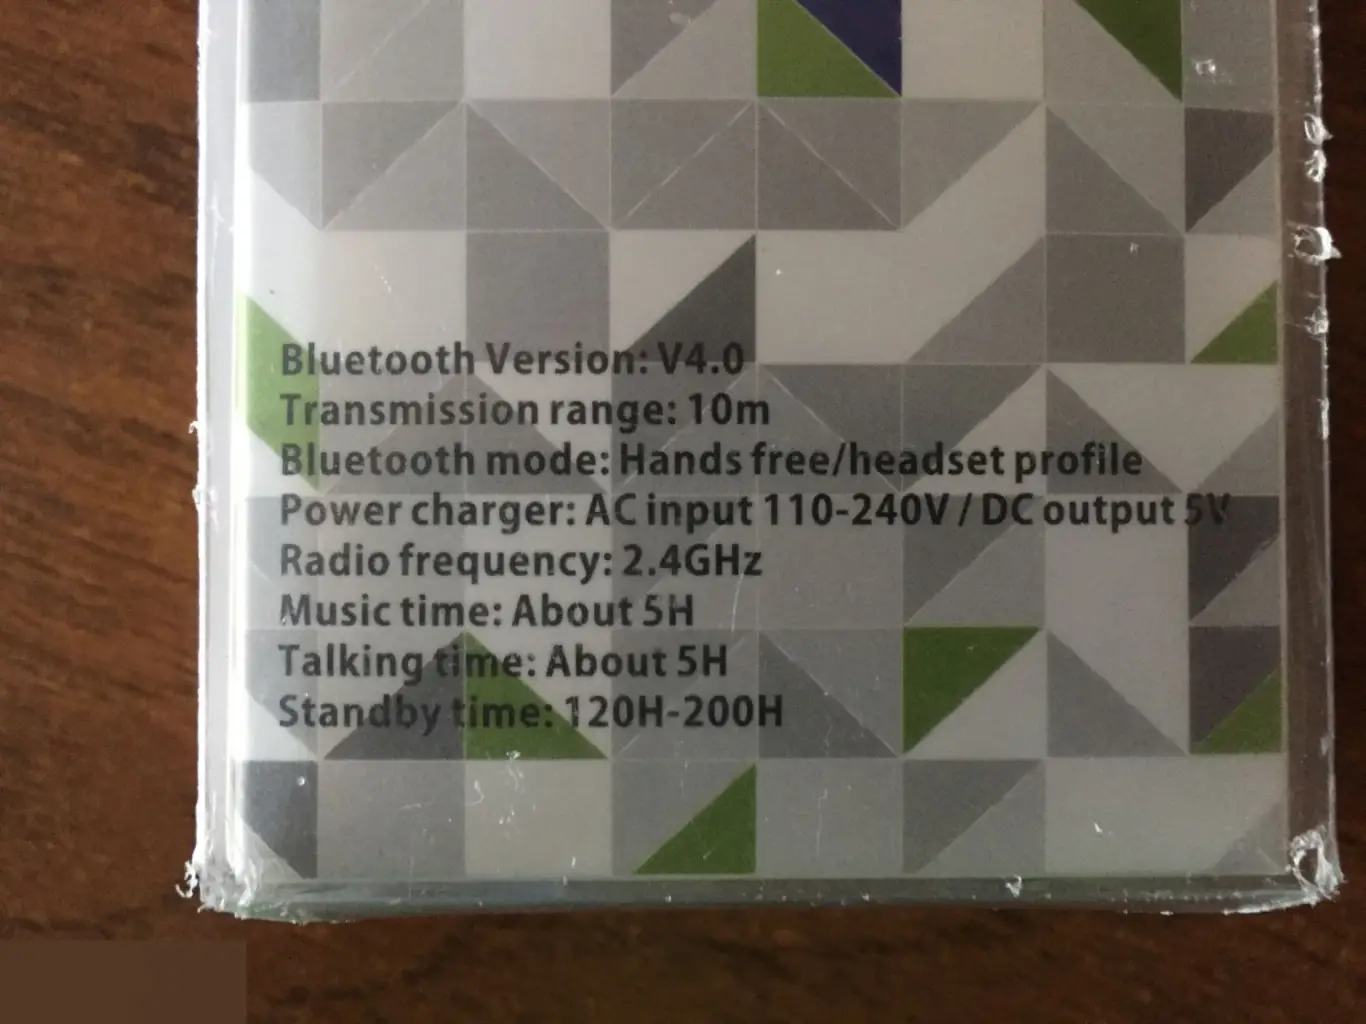 Bluetooth Version: V4.0
Transmission range: 10m
Bluetooth mode: Hands free/headset profile
Power charger: AC input 110-240V / DC output 5V
Radio frequency: 2.4GHz
Music time: About 5H
Talking time: About 5H
Standby time: 120H-200H